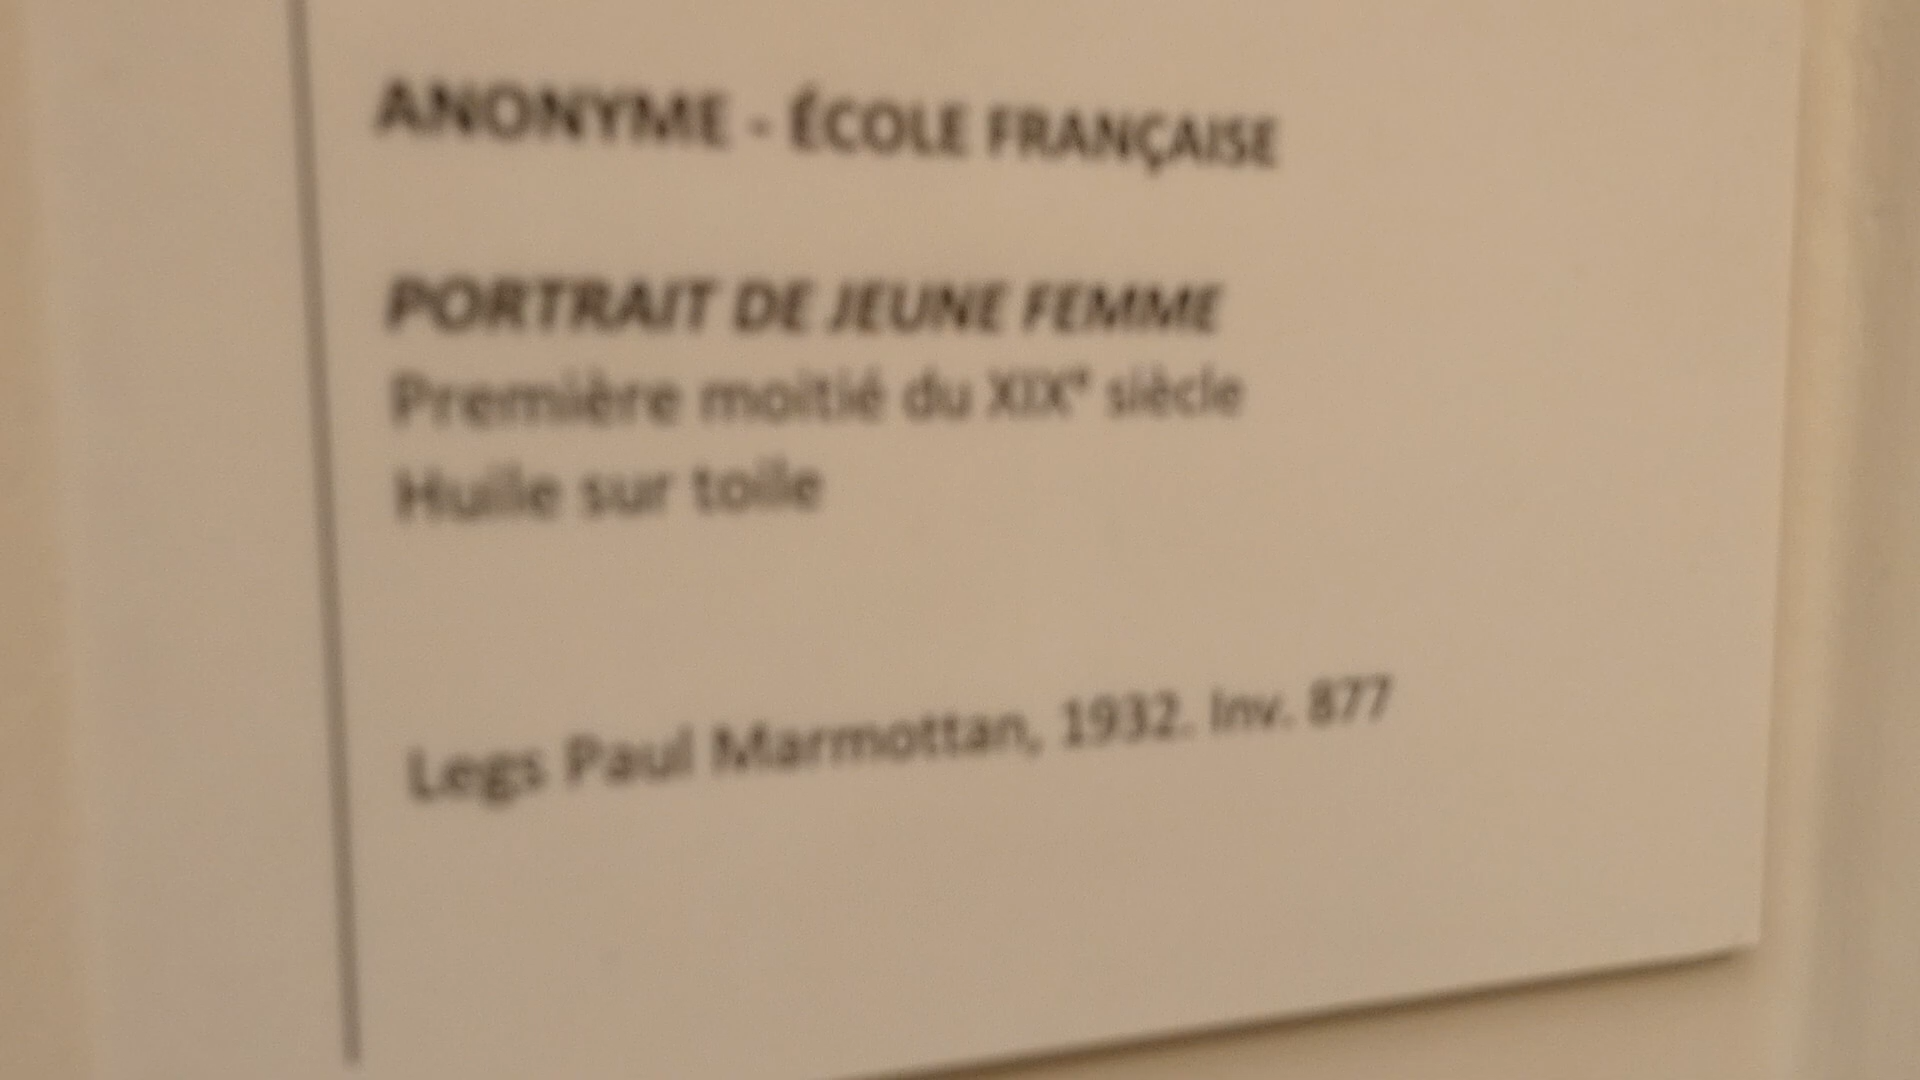 ANONYME - ÉCOLE FRANÇAISE
PORTRAIT DE JEUNE FEMME
Première moitié du XIXe siècle
Huile sur toile
Legs Paul Marmottan, 1932. Inv. 877